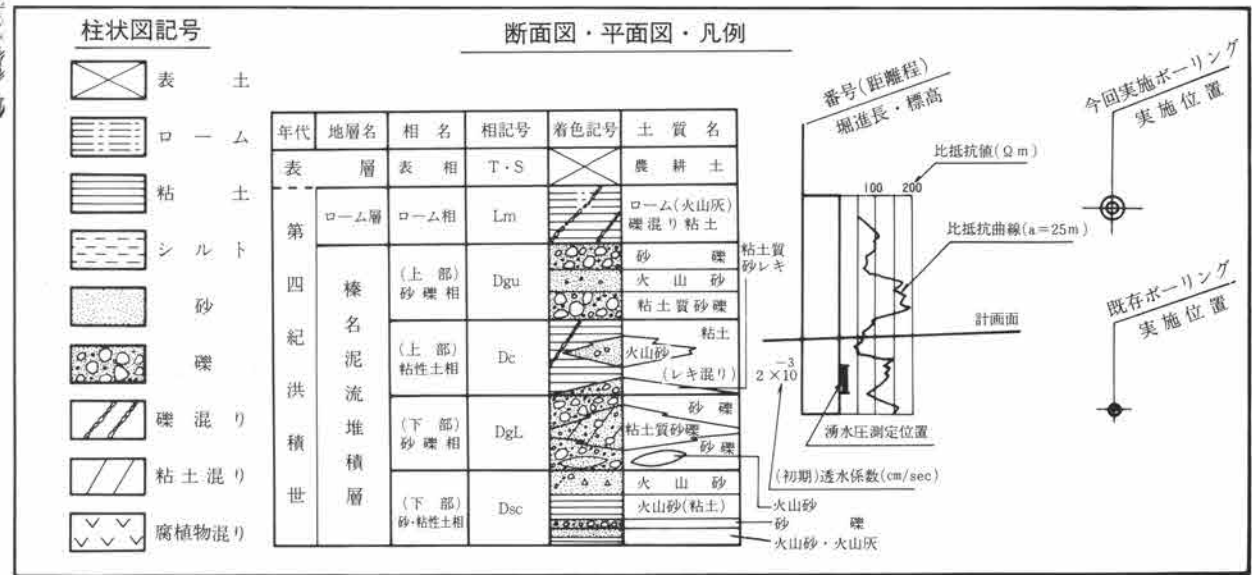 柱状図記号
表土
ローム
粘土
シルト
砂
礫
礫混り
粘土混り
腐植物混り
断面図・平面図・凡例
年代 地層名 相名 相記号 着色記号 土質名
表層 表相 T・S 農耕土
第四紀洪積世
ローム層 ローム相 Lm ローム(火山灰)
礫混り粘土
榛名泥流堆積層
(上部)
砂礫相
Dgu
砂礫
火山砂
粘土質砂礫
(上部)
粘性土相
Dc
粘土
火山砂
(レキ混り)
粘土質
砂レキ
(下部)
砂礫相
DgL
砂礫
粘土質砂礫
砂礫
(下部)
砂・粘性土相
Dsc
火山砂
火山砂(粘土)
火山砂
砂礫
火山砂・火山灰
番号(距離程)
堀進長・標高
比抵抗値(Ωm)
100 200
比抵抗曲線(a=25m)
計画面
2×10-3
湧水圧測定位置
(初期)透水係数(cm/sec)
今回実施ボーリング
実施位置
既存ボーリング
実施位置